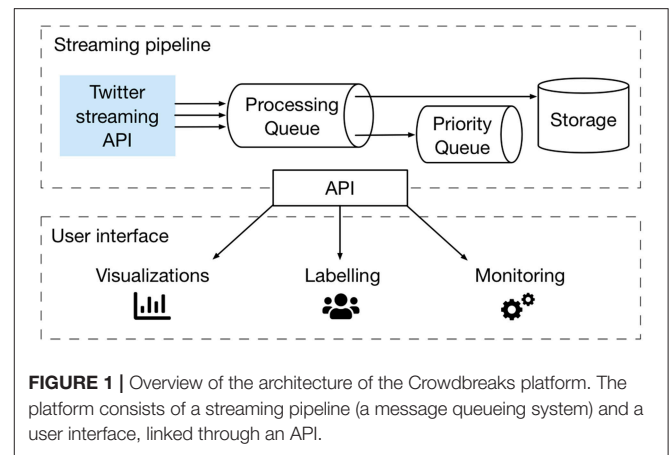 Streaming pipeline
Twitter
streaming
API
Processing
Queue
Priority
Queue
Storage
API
User interface
Visualizations
Labelling
Monitoring
FIGURE 1 | Overview of the architecture of the Crowdbreaks platform. The
platform consists of a streaming pipeline (a message queueing system) and a
user interface, linked through an API.